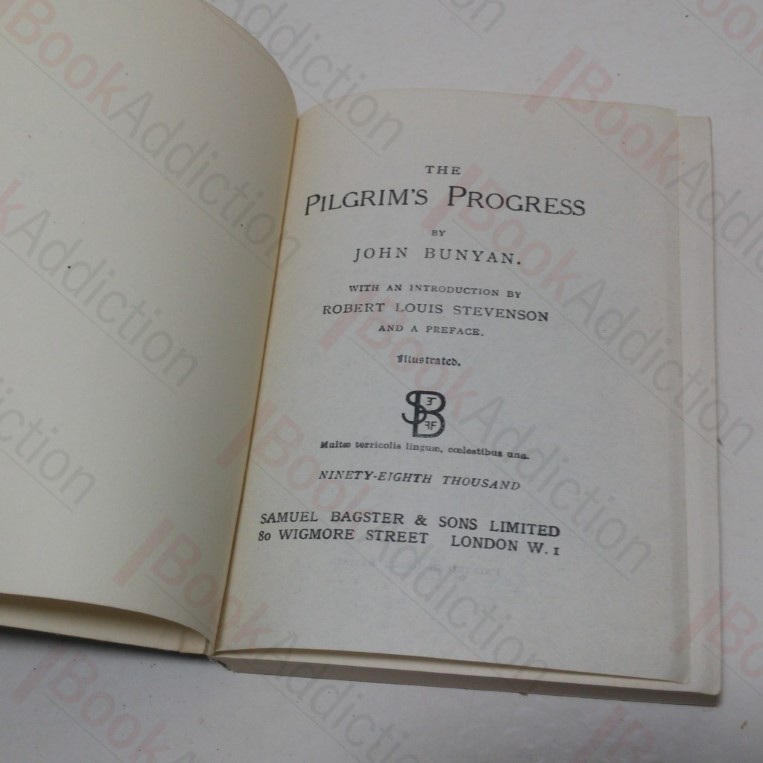 THE
PILGRIM'S PROGRESS
BY
JOHN BUNYAN.
WITH AN INTRODUCTION BY
ROBERT LOUIS STEVENSON
AND A PREFACE.
Illustrated.
Multæ terricolis linguæ, cœlestibus una.
NINETY-EIGHTH THOUSAND
SAMUEL BAGSTER & SONS LIMITED
80 WIGMORE STREET LONDON W. 1
BookAddiction